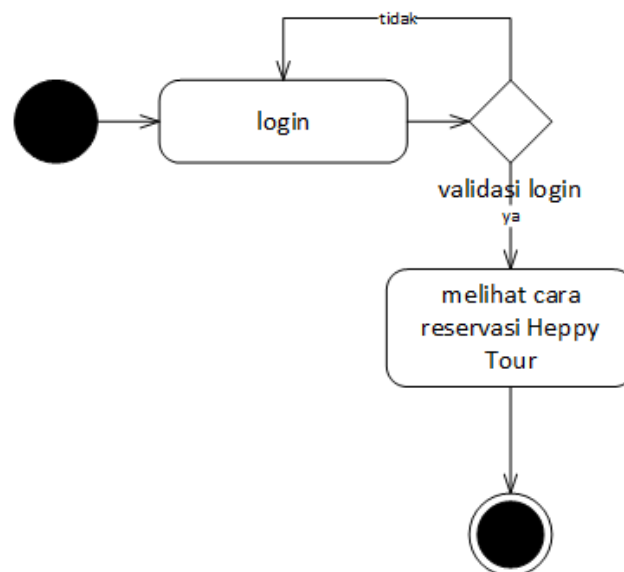 tidak
login
validasi login
ya
melihat cara
reservasi Heppy
Tour